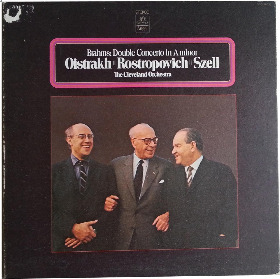 Brahms: Double Concerto In A minor
Oistrakh Rostropovich Szell
The Cleveland Orchestra